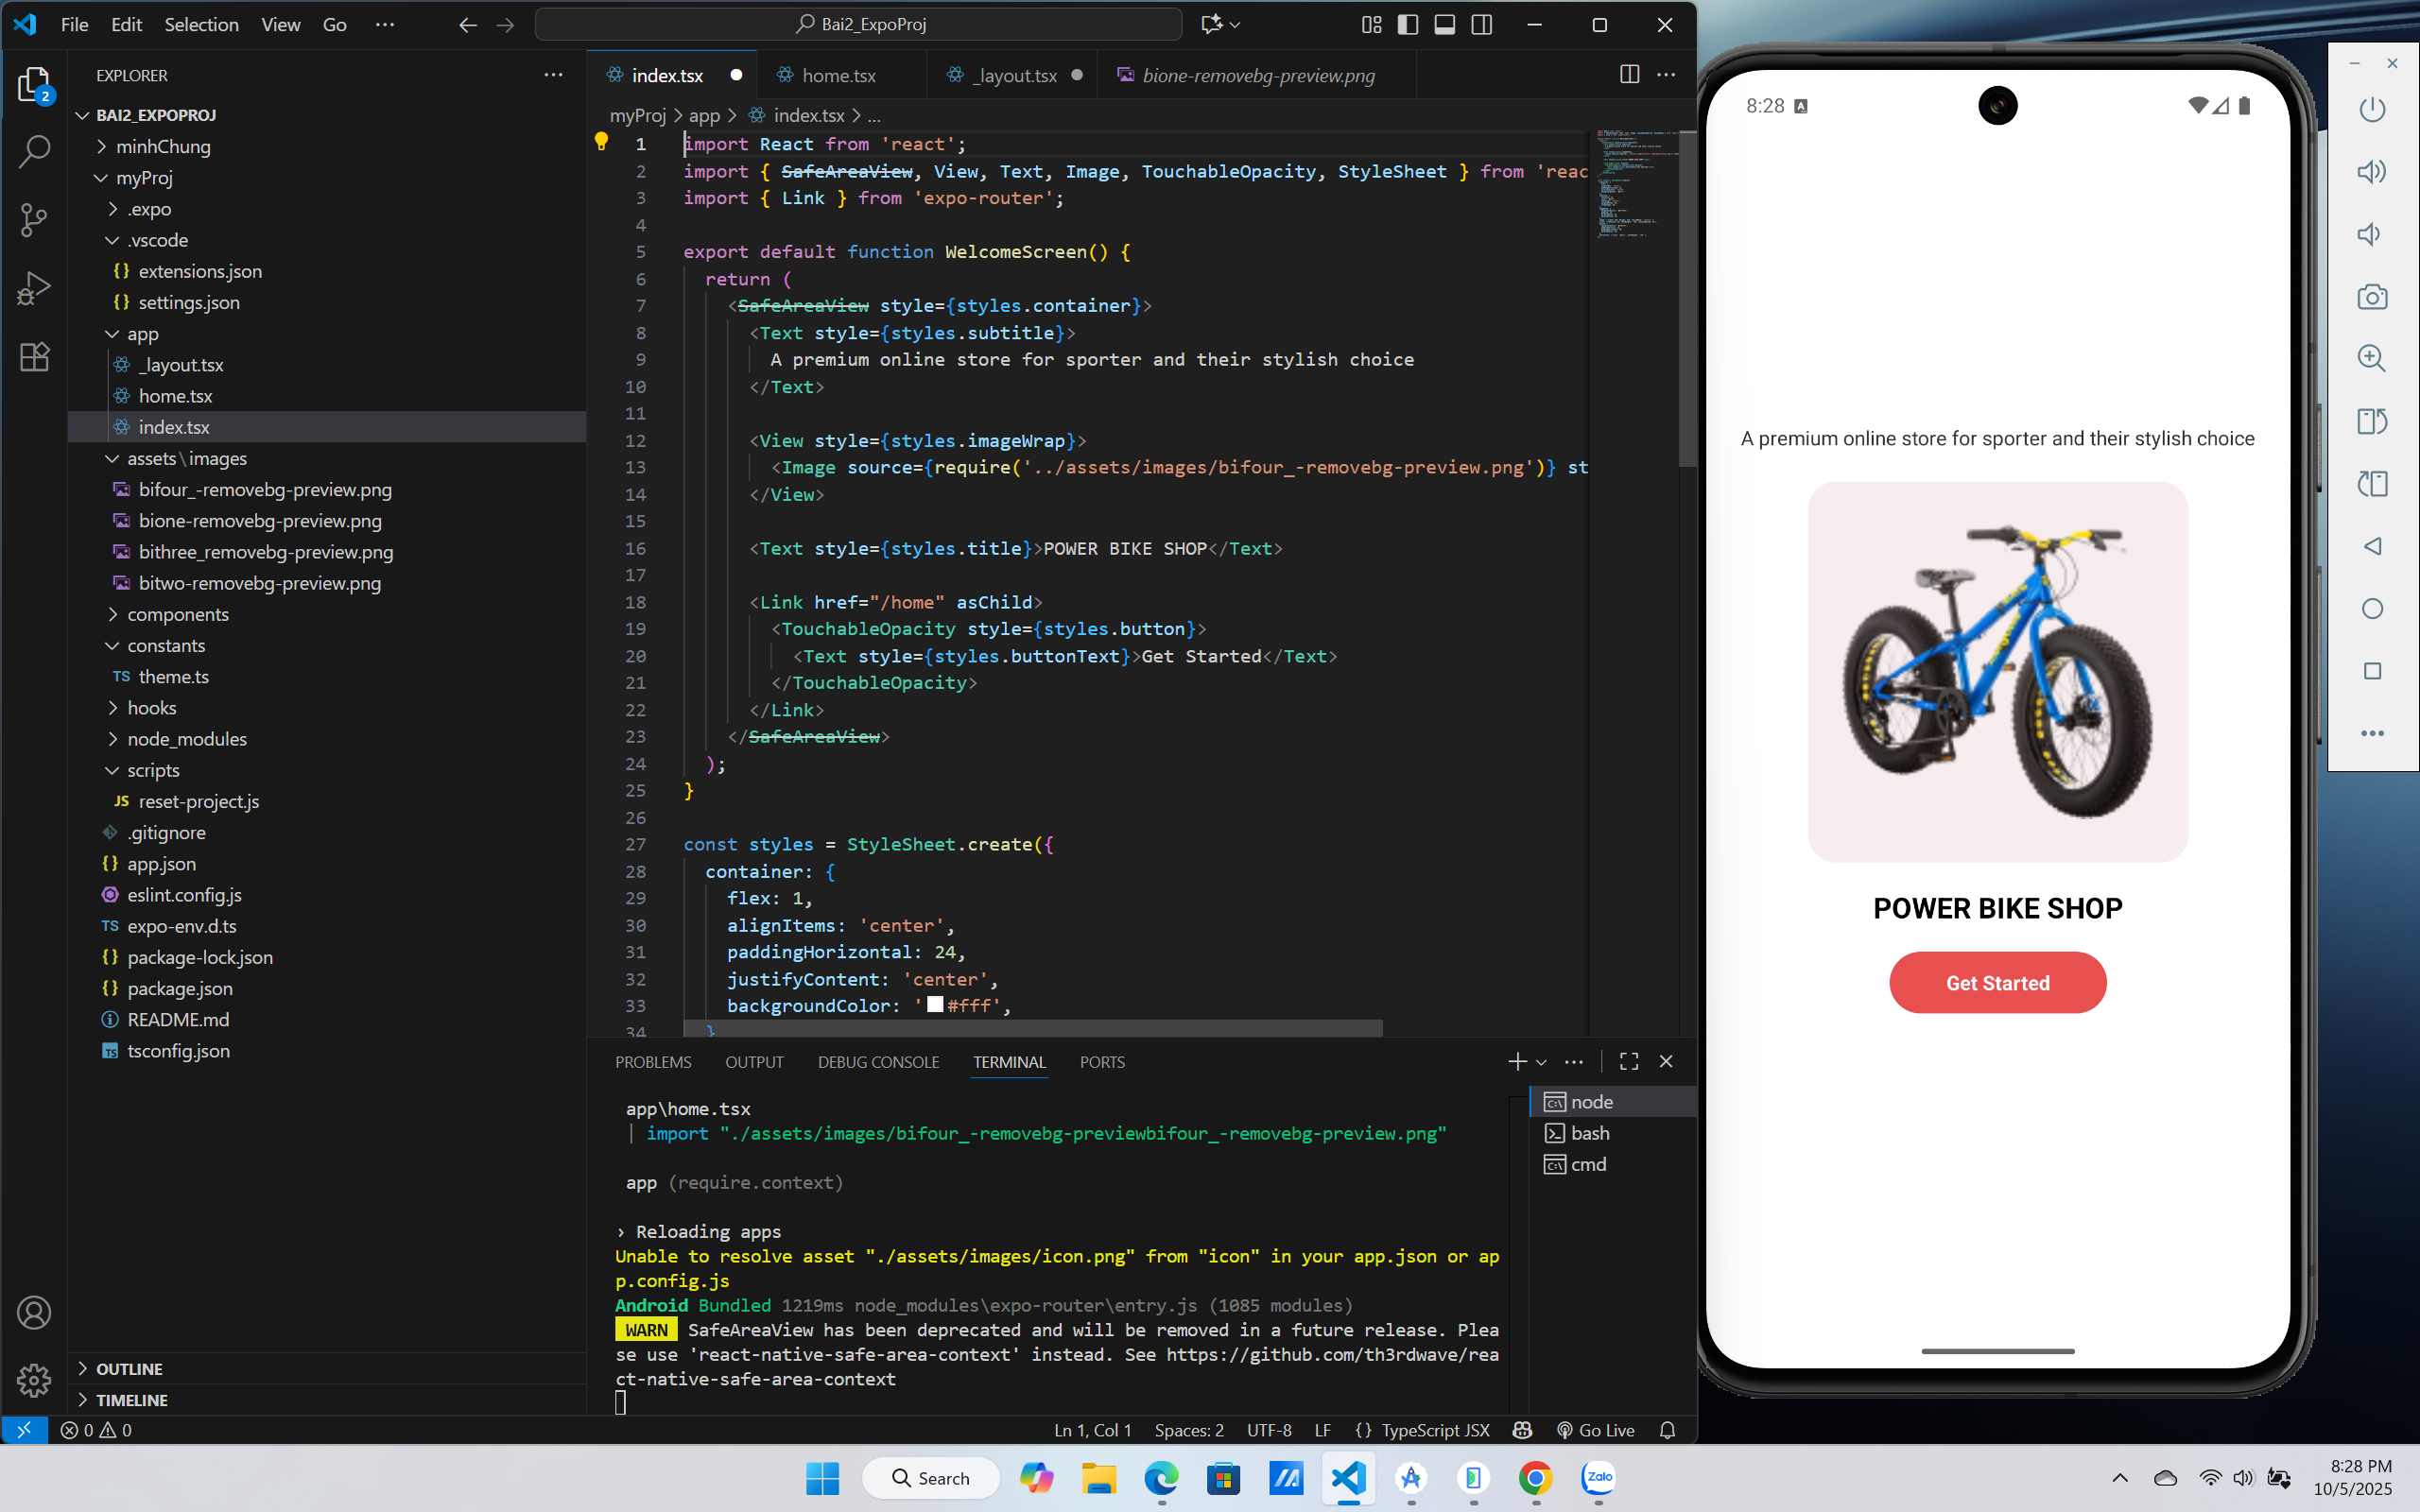 File Edit Selection View Go
Bai2_ExpoProj
EXPLORER
2
BAI2_EXPOPROJ
minhChung
myProj
.expo
.vscode
{} extensions.json
{} settings.json
app
_layout.tsx
home.tsx
index.tsx
assets\images
bifour_-removebg-preview.png
bione-removebg-preview.png
bithree_removebg-preview.png
bitwo-removebg-preview.png
components
constants
TS theme.ts
hooks
node_modules
scripts
JS reset-project.js
.gitignore
{} app.json
eslint.config.js
TS expo-env.d.ts
{} package-lock.json
{} package.json
README.md
TS tsconfig.json
OUTLINE
TIMELINE
index.tsx home.tsx _layout.tsx bione-removebg-preview.png
myProj > app > index.tsx > ...
1 import React from 'react';
2 import { SafeAreaView, View, Text, Image, TouchableOpacity, StyleSheet } from 'reac
3 import { Link } from 'expo-router';
4
5 export default function WelcomeScreen() {
6 return (
7 <SafeAreaView style={styles.container}>
8 <Text style={styles.subtitle}>
9 A premium online store for sporter and their stylish choice
10 </Text>
11
12 <View style={styles.imageWrap}>
13 <Image source={require('../assets/images/bifour_-removebg-preview.png')} st
14 </View>
15
16 <Text style={styles.title}>POWER BIKE SHOP</Text>
17
18 <Link href="/home" asChild>
19 <TouchableOpacity style={styles.button}>
20 <Text style={styles.buttonText}>Get Started</Text>
21 </TouchableOpacity>
22 </Link>
23 </SafeAreaView>
24 );
25 }
26
27 const styles = StyleSheet.create({
28 container: {
29 flex: 1,
30 alignItems: 'center',
31 paddingHorizontal: 24,
32 justifyContent: 'center',
33 backgroundColor: '#fff',
34 }
PROBLEMS OUTPUT DEBUG CONSOLE TERMINAL PORTS
app\home.tsx
| import "./assets/images/bifour_-removebg-previewbifour_-removebg-preview.png"
app (require.context)
› Reloading apps
Unable to resolve asset "./assets/images/icon.png" from "icon" in your app.json or ap
p.config.js
Android Bundled 1219ms node_modules\expo-router\entry.js (1085 modules)
WARN SafeAreaView has been deprecated and will be removed in a future release. Plea
se use 'react-native-safe-area-context' instead. See https://github.com/th3rdwave/rea
ct-native-safe-area-context
node
bash
cmd
0 0
Ln 1, Col 1 Spaces: 2 UTF-8 LF {} TypeScript JSX Go Live
8:28 A
A premium online store for sporter and their stylish choice
POWER BIKE SHOP
Get Started
Search
Zalo
8:28 PM
10/5/2025